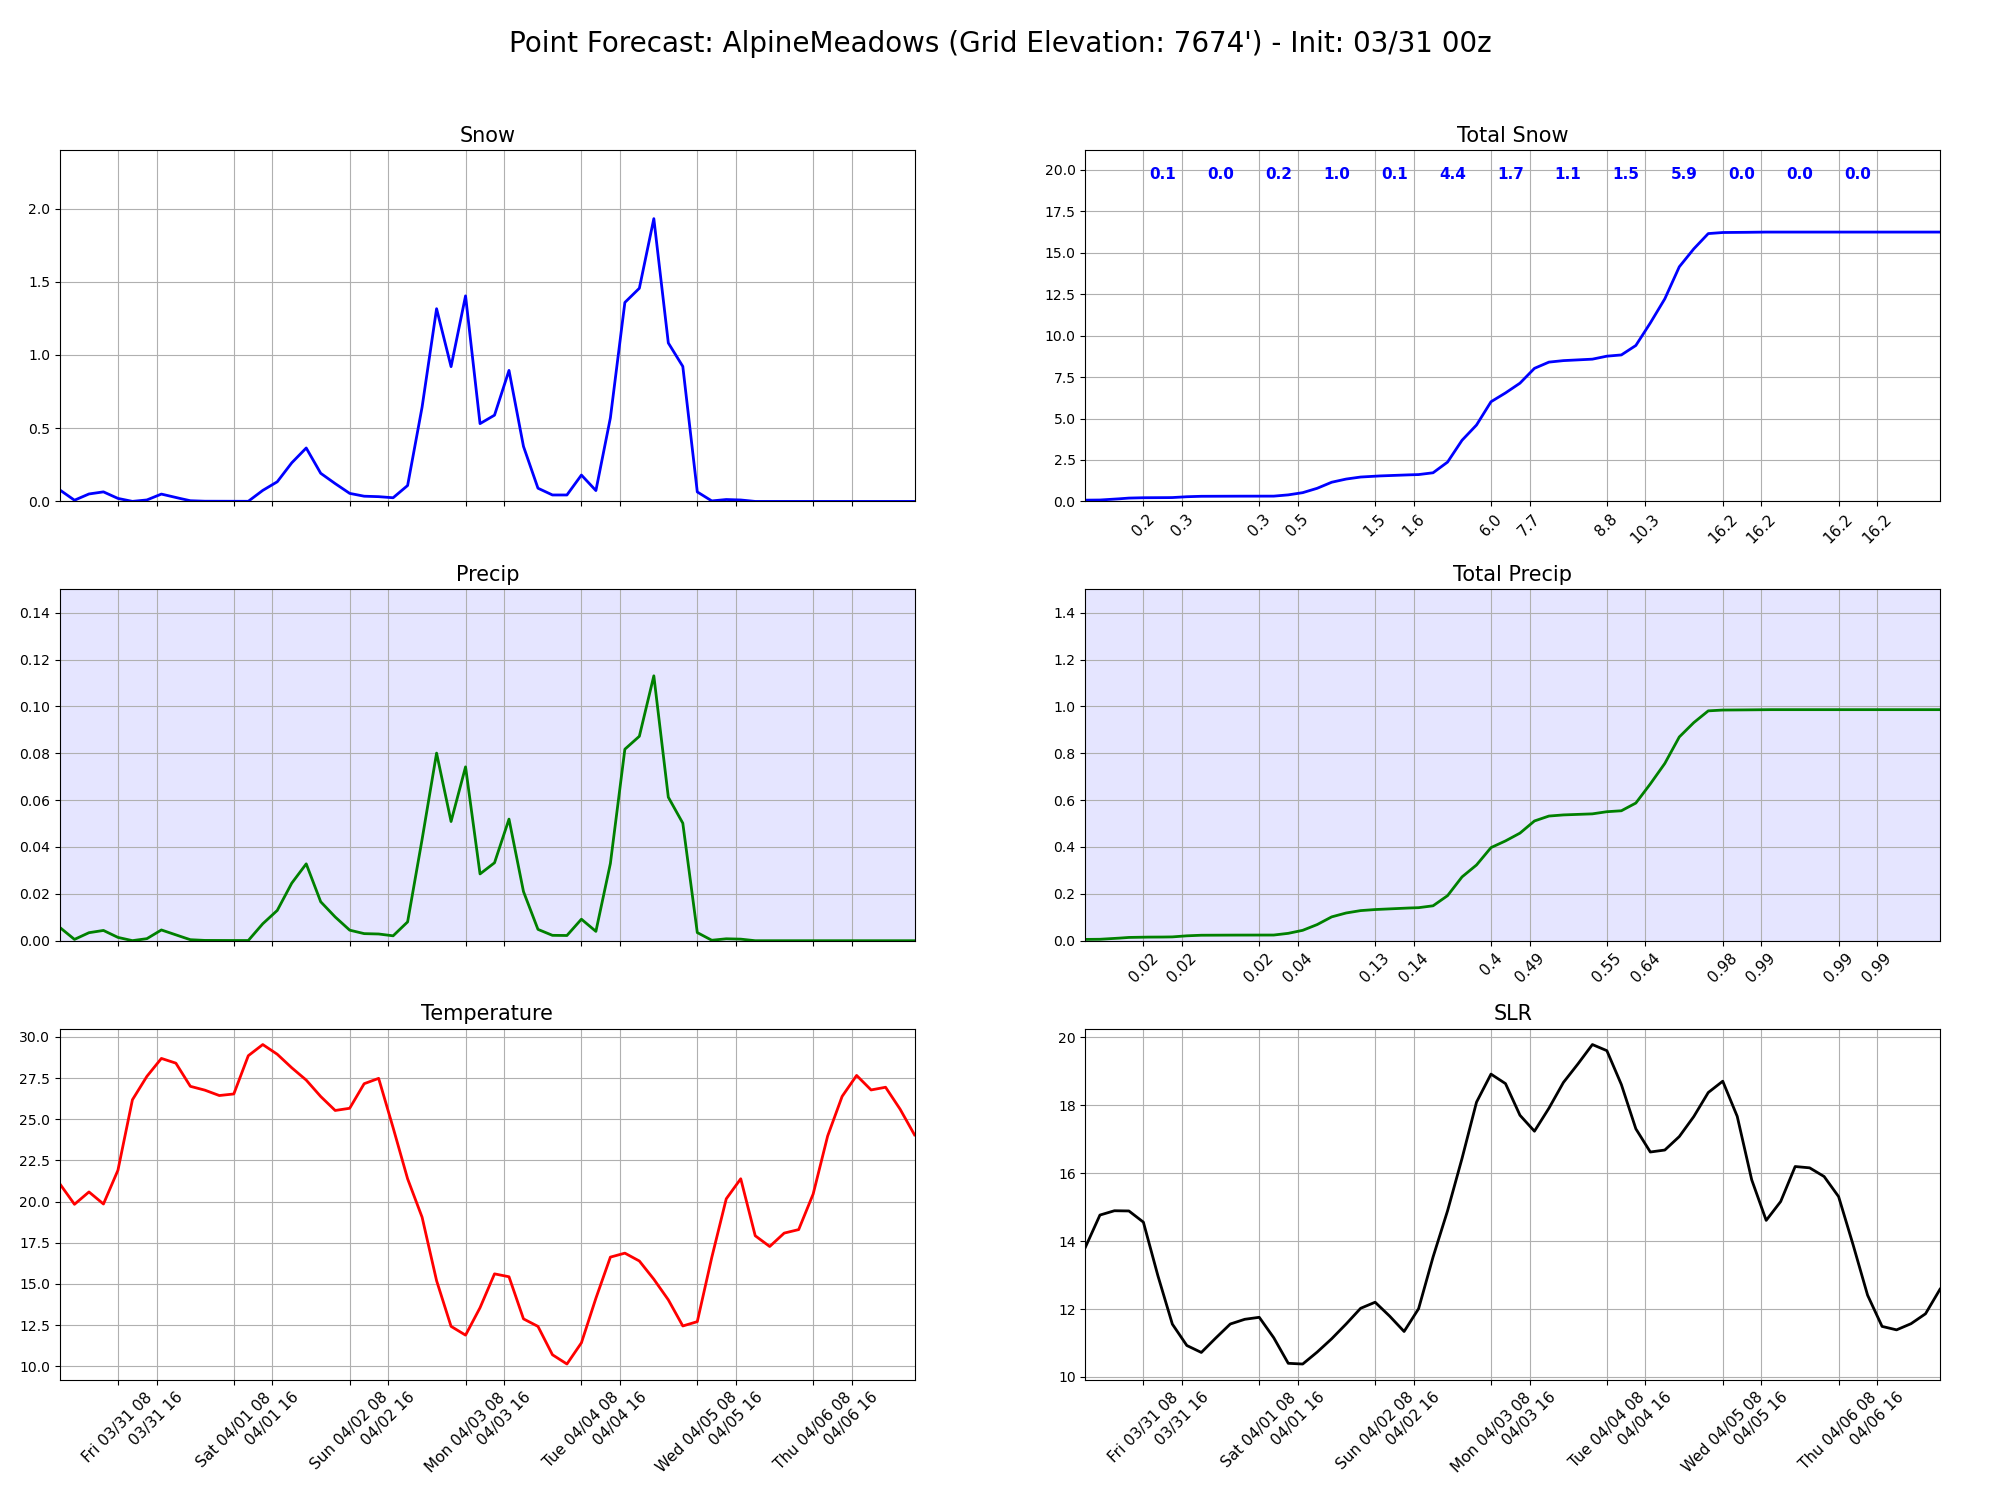 Point Forecast: AlpineMeadows (Grid Elevation: 7674') - Init: 03/31 00z
Snow
2.0
1.5
1.0
0.5
0.0
Total Snow
20.0
17.5
15.0
12.5
10.0
7.5
5.0
2.5
0.0
0.1 0.0 0.2 1.0 0.1 4.4 1.7 1.1 1.5 5.9 0.0 0.0 0.0
0.2 0.3 0.3 0.5 1.5 1.6 6.0 7.7 8.8 10.3 16.2 16.2 16.2 16.2
Precip
0.14
0.12
0.10
0.08
0.06
0.04
0.02
0.00
Total Precip
1.4
1.2
1.0
0.8
0.6
0.4
0.2
0.0
0.02 0.02 0.02 0.04 0.13 0.14 0.4 0.49 0.55 0.64 0.98 0.99 0.99 0.99
Temperature
30.0
27.5
25.0
22.5
20.0
17.5
15.0
12.5
10.0
Fri 03/31 08
03/31 16
Sat 04/01 08
04/01 16
Sun 04/02 08
04/02 16
Mon 04/03 08
04/03 16
Tue 04/04 08
04/04 16
Wed 04/05 08
04/05 16
Thu 04/06 08
04/06 16
SLR
20
18
16
14
12
10
Fri 03/31 08
03/31 16
Sat 04/01 08
04/01 16
Sun 04/02 08
04/02 16
Mon 04/03 08
04/03 16
Tue 04/04 08
04/04 16
Wed 04/05 08
04/05 16
Thu 04/06 08
04/06 16